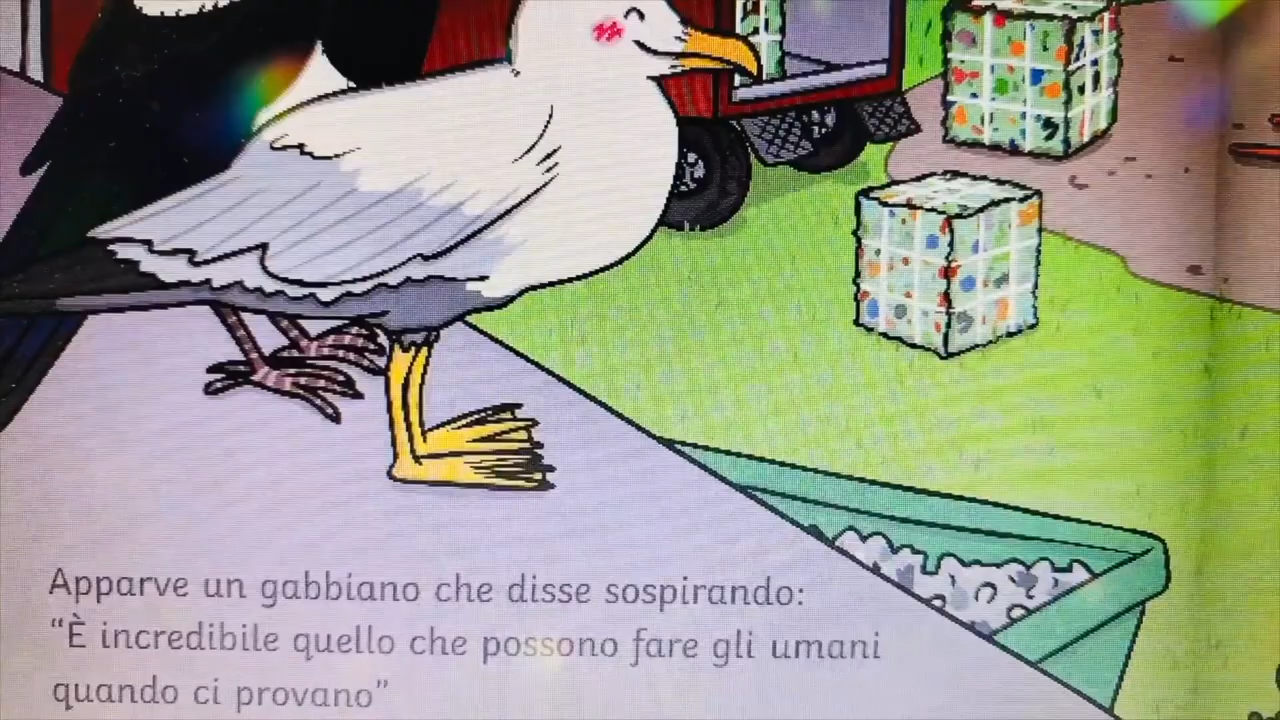 Apparve un gabbiano che disse sospirando:
“È incredibile quello che possono fare gli umani
quando ci provano”